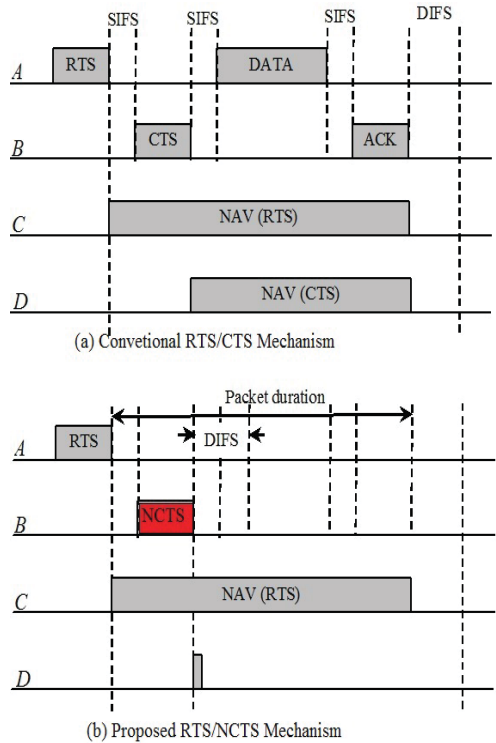 SIFS SIFS SIFS DIFS
A RTS DATA
B CTS ACK
C NAV (RTS)
D NAV (CTS)
(a) Convetional RTS/CTS Mechanism
Packet duration
A RTS DIFS
B NCTS
C NAV (RTS)
D
(b) Proposed RTS/NCTS Mechanism